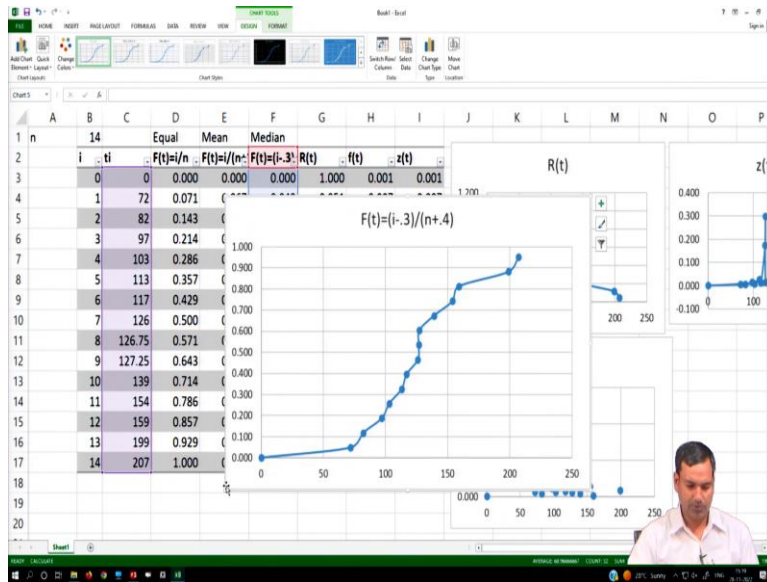 CHART TOOLS
Book1 - Excel
FILE HOME INSERT PAGE LAYOUT FORMULAS DATA REVIEW VIEW DESIGN FORMAT
Sign in
Add Chart Element Quick Layout Change Colors
Switch Row/ Column Select Data Change Chart Type Move Chart
Chart Layouts Chart Styles Data Type Location
Chart 5
A B C D E F G H I J K L M N O P
1 n 14 Equal Mean Median
2 i ti F(t)=i/n F(t)=i/(n+ F(t)=(i-.3) R(t) f(t) z(t)
3 0 0 0.000 0.000 0.000 1.000 0.001 0.001
4 1 72 0.071
5 2 82 0.143
6 3 97 0.214
7 4 103 0.286
8 5 113 0.357
9 6 117 0.429
10 7 126 0.500
11 8 126.75 0.571
12 9 127.25 0.643
13 10 139 0.714
14 11 154 0.786
15 12 159 0.857
16 13 199 0.929
17 14 207 1.000
18
19
20
F(t)=(i-.3)/(n+.4)
1.000
0.900
0.800
0.700
0.600
0.500
0.400
0.300
0.200
0.100
0.000
0 50 100 150 200 250
R(t)
1.200
200 250
z(t
0.400
0.300
0.200
0.100
0.000
-0.100
0 100
0.000
0 50 100 150 200 250
Sheet1
READY CALCULATE